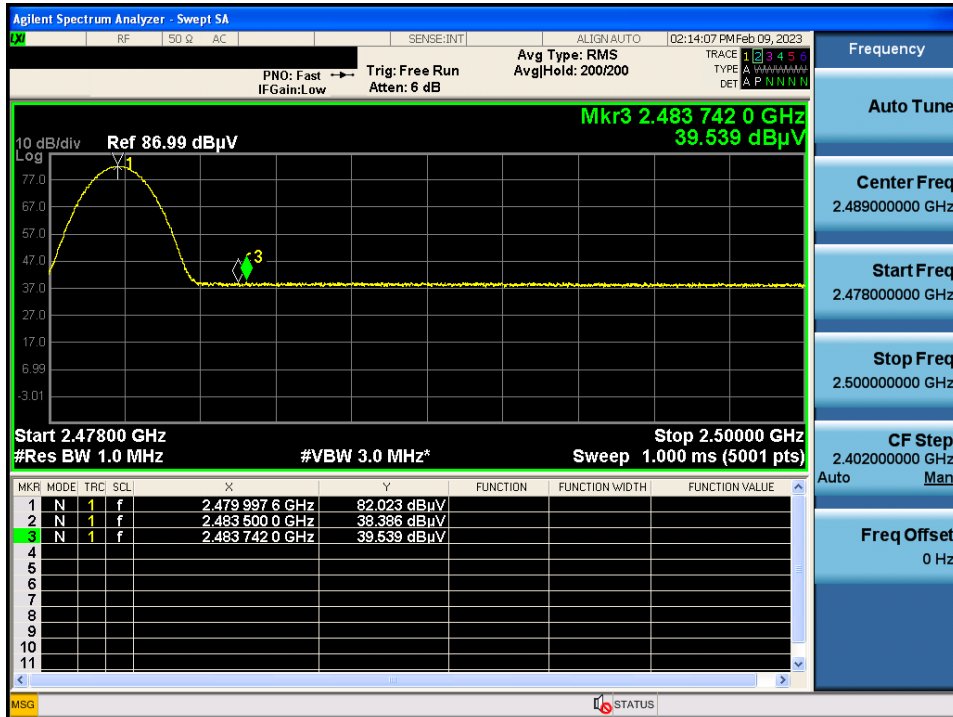 Agilent Spectrum Analyzer - Swept SA
LXI RF 50 Ω AC SENSE:INT ALIGN AUTO 02:14:07 PM Feb 09, 2023
Frequency
PNO: Fast
IFGain:Low
Trig: Free Run
Atten: 6 dB
Avg Type: RMS
Avg|Hold: 200/200
TRACE 1 2 3 4 5 6
TYPE A WWWWW
DET A P N N N N
Auto Tune
Mkr3 2.483 742 0 GHz
39.539 dBµV
10 dB/div Ref 86.99 dBµV
Log
77.0
67.0
57.0
47.0
37.0
27.0
17.0
6.99
-3.01
1
3
Start 2.47800 GHz Stop 2.50000 GHz
#Res BW 1.0 MHz #VBW 3.0 MHz* Sweep 1.000 ms (5001 pts)
Center Freq
2.489000000 GHz
Start Freq
2.478000000 GHz
Stop Freq
2.500000000 GHz
CF Step
2.402000000 GHz
Auto Man
Freq Offset
0 Hz
MKR MODE TRC SCL X Y FUNCTION FUNCTION WIDTH FUNCTION VALUE
1 N 1 f 2.479 997 6 GHz 82.023 dBµV
2 N 1 f 2.483 500 0 GHz 38.386 dBµV
3 N 1 f 2.483 742 0 GHz 39.539 dBµV
4
5
6
7
8
9
10
11
MSG STATUS